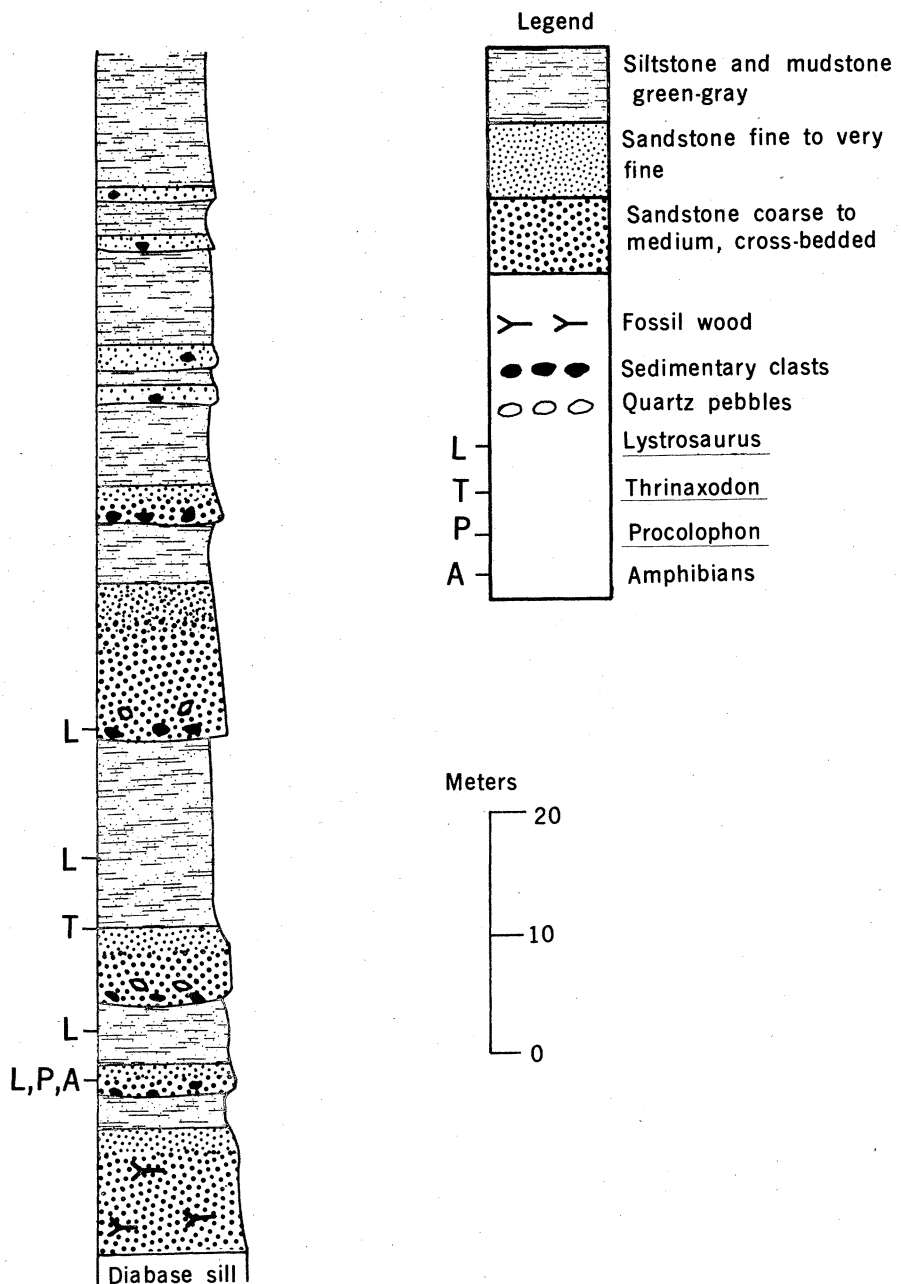 Legend
Siltstone and mudstone
green-gray
Sandstone fine to very
fine
Sandstone coarse to
medium, cross-bedded
Fossil wood
Sedimentary clasts
Quartz pebbles
L Lystrosaurus
T Thrinaxodon
P Procolophon
A Amphibians
L
L
T
L
L,P,A
Diabase sill
Meters
20
10
0